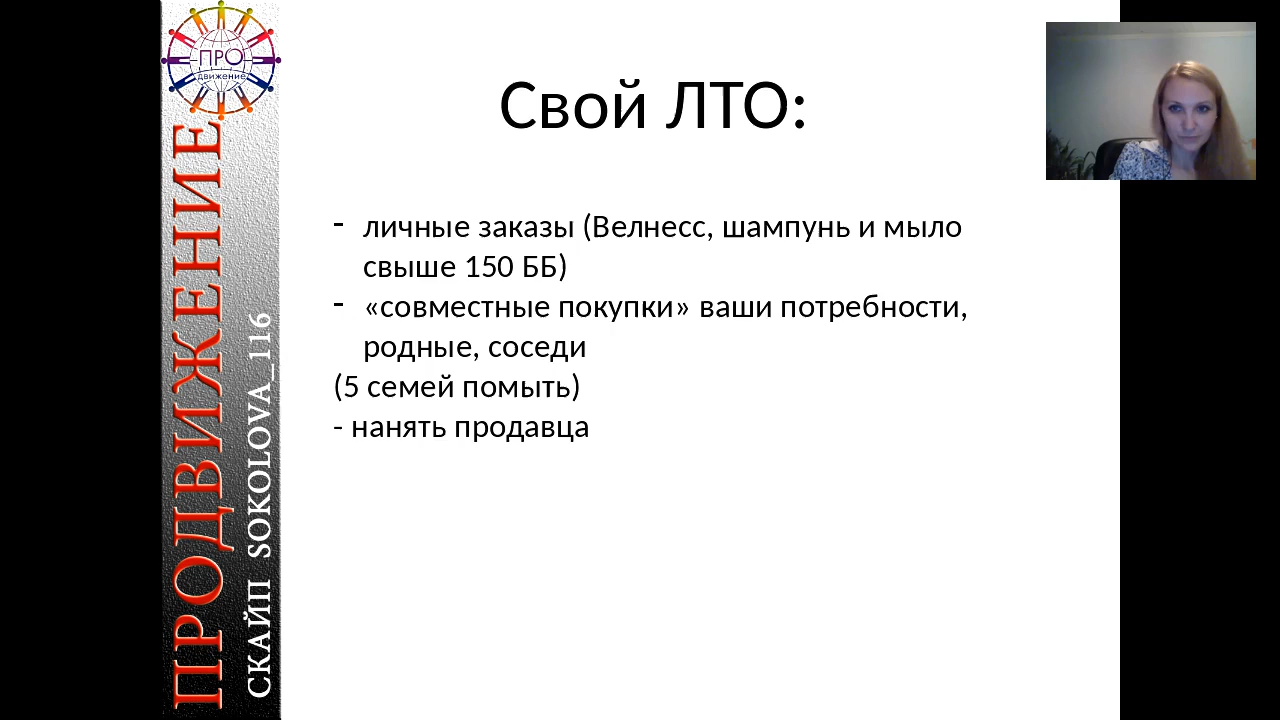 ПРО
движение
ПРОДВИЖЕНИЕ
СКАЙП SOKOLOVA_116
Свой ЛТО:
- личные заказы (Велнесс, шампунь и мыло
свыше 150 ББ)
- «совместные покупки» ваши потребности,
родные, соседи
(5 семей помыть)
- нанять продавца